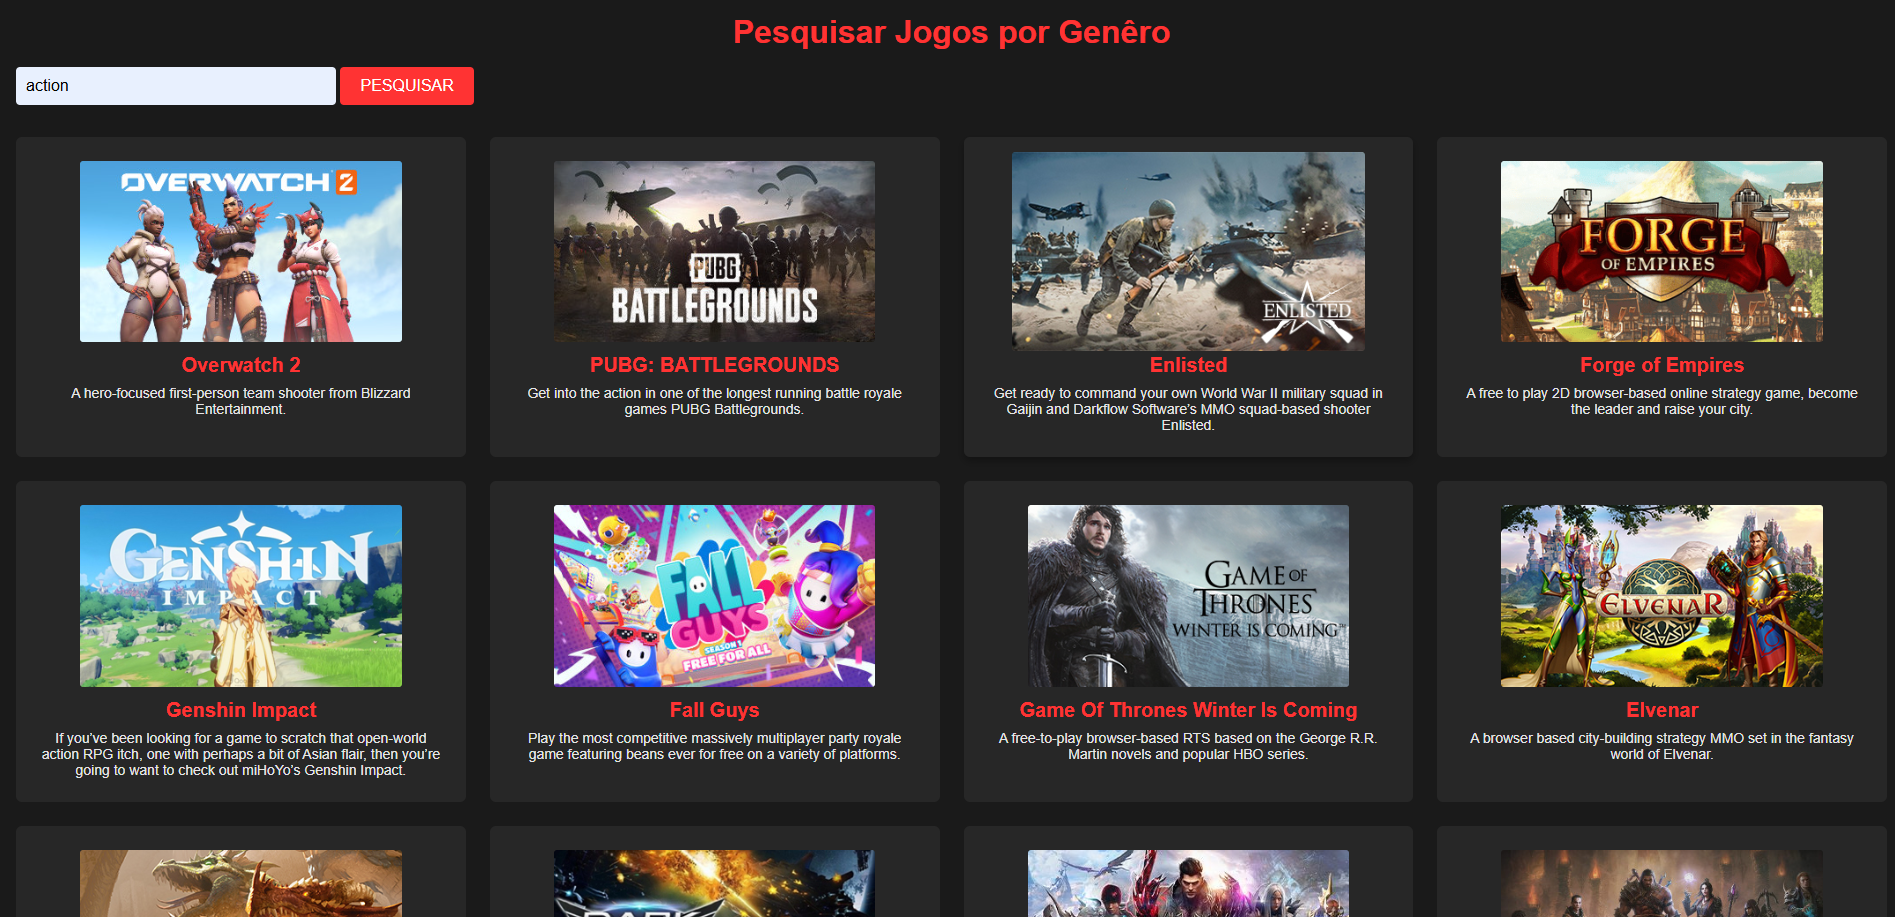 Pesquisar Jogos por Genêro
action
PESQUISAR
OVERWATCH 2
PUBG
BATTLEGROUNDS
ENLISTED
FORGE
OF EMPIRES
Overwatch 2
PUBG: BATTLEGROUNDS
Enlisted
Forge of Empires
A hero-focused first-person team shooter from Blizzard
Entertainment.
Get into the action in one of the longest running battle royale
games PUBG Battlegrounds.
Get ready to command your own World War II military squad in
Gaijin and Darkflow Software’s MMO squad-based shooter
Enlisted.
A free to play 2D browser-based online strategy game, become
the leader and raise your city.
GENSHIN
IMPACT
FALL
GUYS
SEASON 1
FREE FOR ALL
GAME OF
THRONES
WINTER IS COMING™
ELVENAR
Genshin Impact
Fall Guys
Game Of Thrones Winter Is Coming
Elvenar
If you’ve been looking for a game to scratch that open-world
action RPG itch, one with perhaps a bit of Asian flair, then you’re
going to want to check out miHoYo’s Genshin Impact.
Play the most competitive massively multiplayer party royale
game featuring beans ever for free on a variety of platforms.
A free-to-play browser-based RTS based on the George R.R.
Martin novels and popular HBO series.
A browser based city-building strategy MMO set in the fantasy
world of Elvenar.